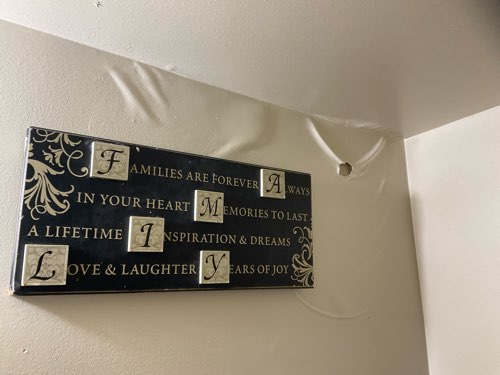 FAMILIES ARE FOREVER ALWAYS
IN YOUR HEART MEMORIES TO LAST
A LIFETIME INSPIRATION & DREAMS
LOVE & LAUGHTER YEARS OF JOY